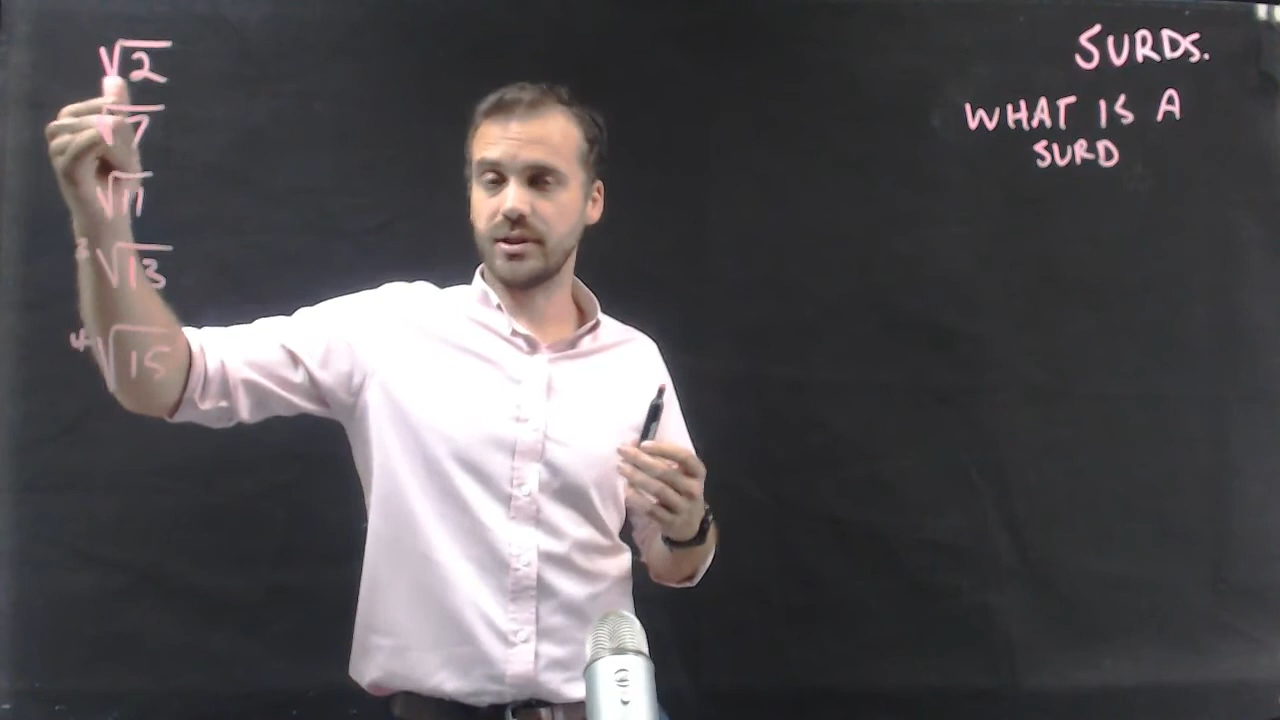 √2
√7
√11
³√13
⁴√15
SURDS.
WHAT IS A
SURD